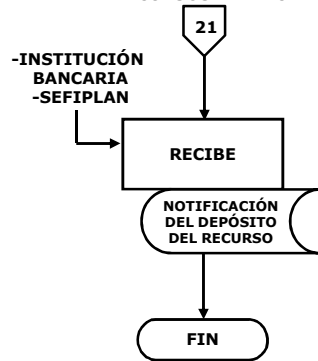 21
-INSTITUCIÓN
BANCARIA
-SEFIPLAN
RECIBE
NOTIFICACIÓN
DEL DEPÓSITO
DEL RECURSO
FIN